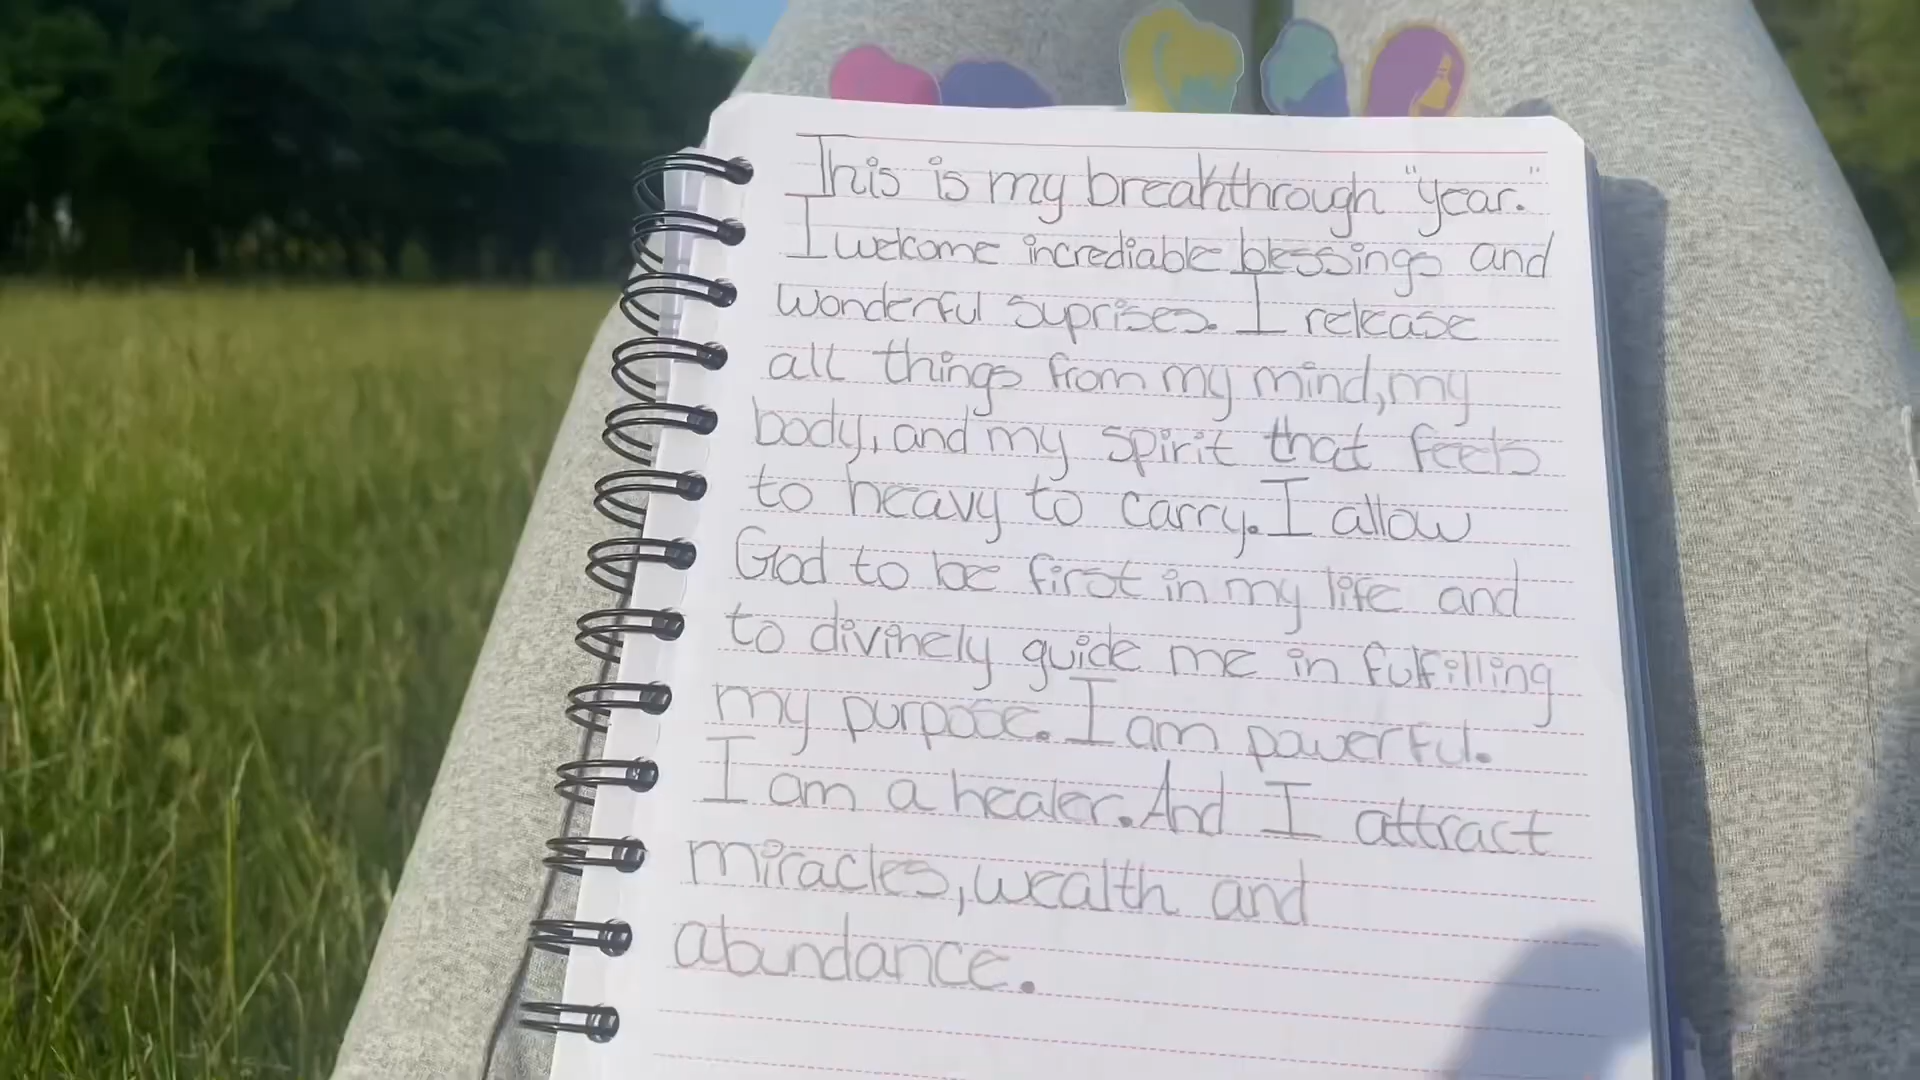 This is my breakthrough "year."
I welcome incrediable blessings and
wonderful suprises. I release
all things from my mind, my
body, and my spirit that feels
to heavy to carry. I allow
God to be first in my life and
to divinely guide me in fulfilling
my purpose. I am powerful.
I am a healer. And I attract
miracles, wealth and
abundance.